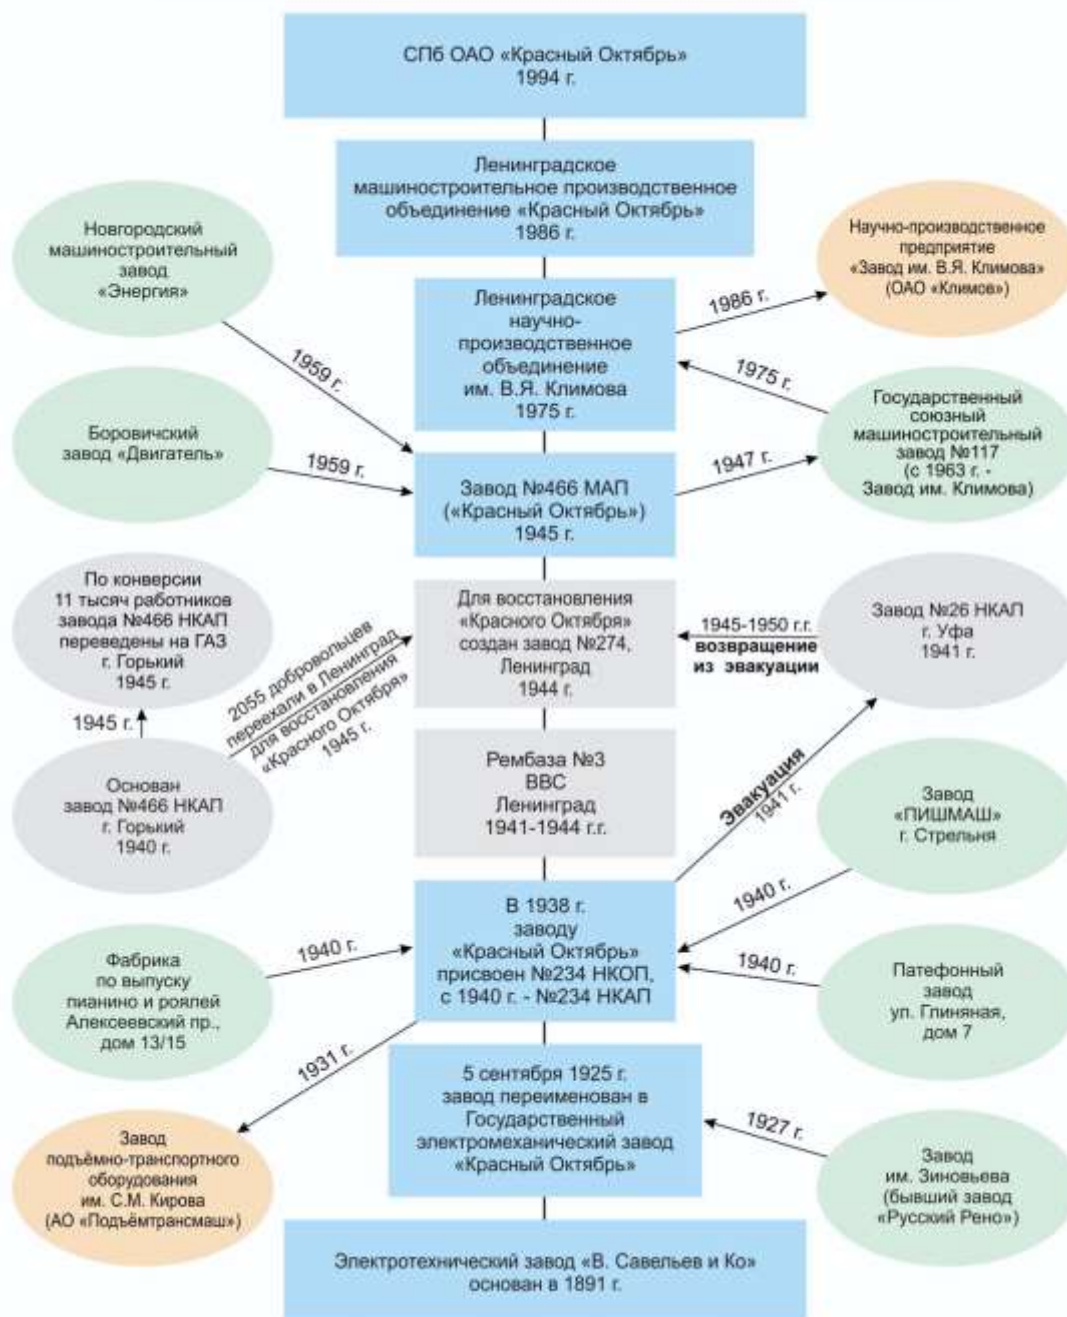 СПб ОАО «Красный Октябрь»
1994 г.
Ленинградское
машиностроительное производственное
объединение «Красный Октябрь»
1986 г.
Новгородский
машиностроительный
завод
«Энергия»
Научно-производственное
предприятие
«Завод им. В.Я. Климова»
(ОАО «Климов»)
Ленинградское
научно-
производственное
объединение
им. В.Я. Климова
1975 г.
1986 г.
1959 г.
1975 г.
Боровичский
завод «Двигатель»
1959 г.
Государственный
союзный
машиностроительный
завод №117
(с 1963 г. -
Завод им. Климова)
1947 г.
Завод №466 МАП
(«Красный Октябрь»)
1945 г.
По конверсии
11 тысяч работников
завода №466 НКАП
переведены на ГАЗ
г. Горький
1945 г.
Для восстановления
«Красного Октября»
создан завод №274,
Ленинград
1944 г.
1945-1950 г.г.
возвращение
из эвакуации
Завод №26 НКАП
г. Уфа
1941 г.
2055 добровольцев
переехали в Ленинград
для восстановления
«Красного Октября»
1945 г.
1945 г.
Основан
завод №466 НКАП
г. Горький
1940 г.
Рембаза №3
ВВС
Ленинград
1941-1944 г.г.
Эвакуация
1941 г.
Завод
«ПИШМАШ»
г. Стрельня
1940 г.
В 1938 г.
заводу
«Красный Октябрь»
присвоен №234 НКОП,
с 1940 г. - №234 НКАП
Фабрика
по выпуску
пианино и роялей
Алексеевский пр.,
дом 13/15
1940 г.
1940 г.
Патефонный
завод
ул. Глиняная,
дом 7
1931 г.
5 сентября 1925 г.
завод переименован в
Государственный
электромеханический завод
«Красный Октябрь»
1927 г.
Завод
подъёмно-транспортного
оборудования
им. С.М. Кирова
(АО «Подъёмтрансмаш»)
Завод
им. Зиновьева
(бывший завод
«Русский Рено»)
Электротехнический завод «В. Савельев и Ко»
основан в 1891 г.